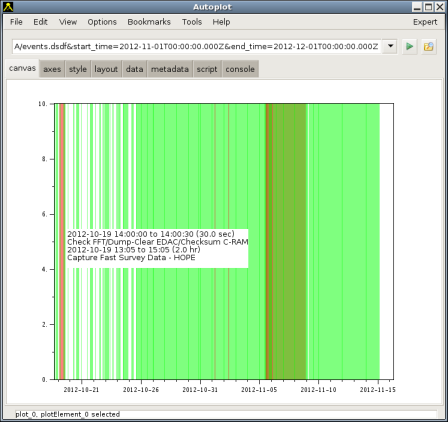 Autoplot
File Edit View Options Bookmarks Tools Help Expert
A/events.dsdf&start_time=2012-11-01T00:00:00.000Z&end_time=2012-12-01T00:00:00.000Z
canvas axes style layout data metadata script console
10.
8.
6.
2012-10-19 14:00:00 to 14:00:30 (30.0 sec)
Check FFT/Dump-Clear EDAC/Checksum C-RAM
2012-10-19 13:05 to 15:05 (2.0 hr)
Capture Fast Survey Data - HOPE
4.
2.
0.
2012-10-21 2012-10-26 2012-10-31 2012-11-05 2012-11-10 2012-11-15
plot_0, plotElement_0 selected